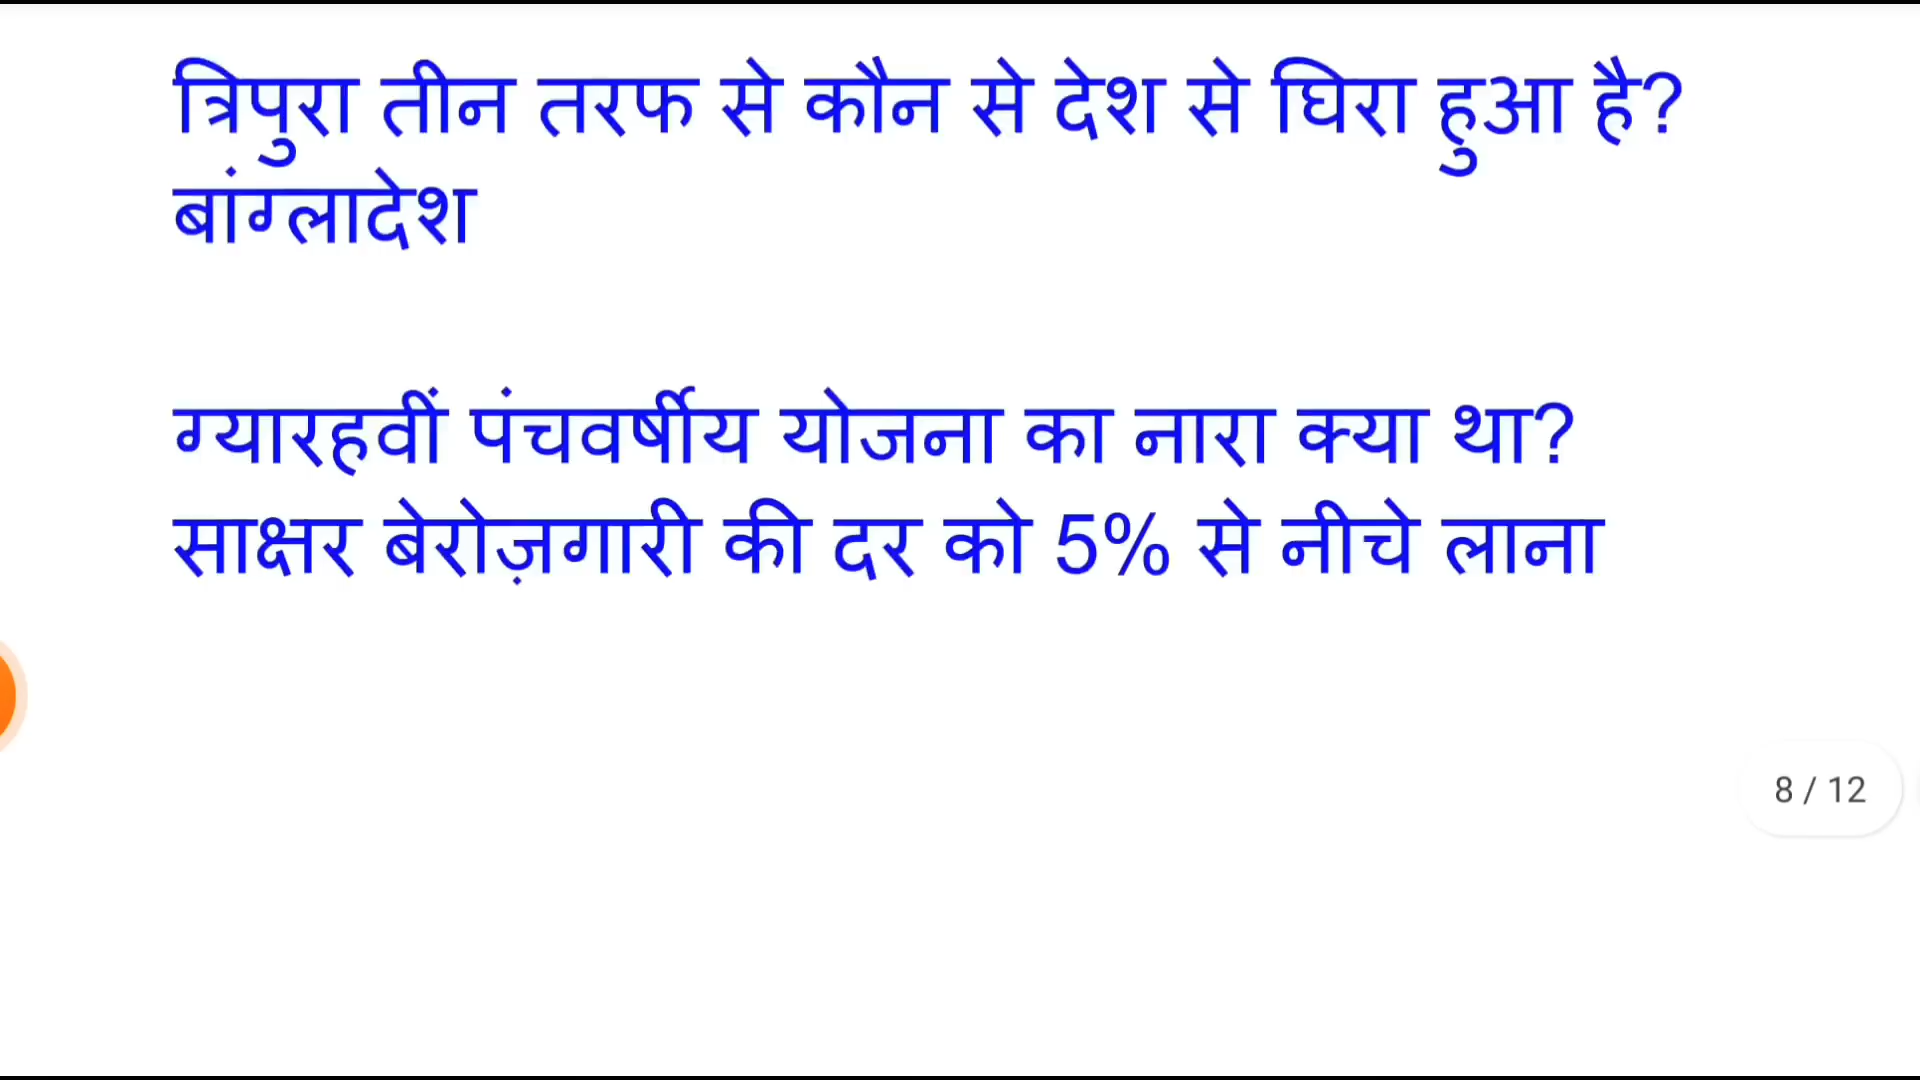 त्रिपुरा तीन तरफ से कौन से देश से घिरा हुआ है?
बांग्लादेश
ग्यारहवीं पंचवर्षीय योजना का नारा क्या था?
साक्षर बेरोज़गारी की दर को 5% से नीचे लाना
8 / 12